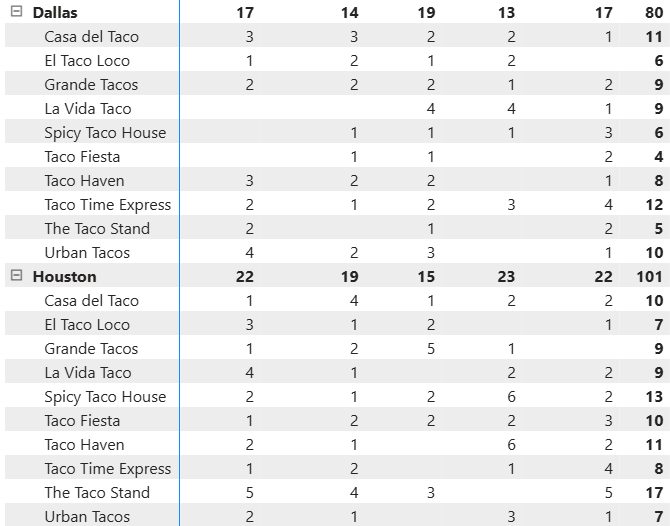 Dallas 17 14 19 13 17 80
Casa del Taco 3 3 2 2 1 11
El Taco Loco 1 2 1 2 6
Grande Tacos 2 2 2 1 2 9
La Vida Taco 4 4 1 9
Spicy Taco House 1 1 1 3 6
Taco Fiesta 1 1 2 4
Taco Haven 3 2 2 1 8
Taco Time Express 2 1 2 3 4 12
The Taco Stand 2 1 2 5
Urban Tacos 4 2 3 1 10
Houston 22 19 15 23 22 101
Casa del Taco 1 4 1 2 2 10
El Taco Loco 3 1 2 1 7
Grande Tacos 1 2 5 1 9
La Vida Taco 4 1 2 2 9
Spicy Taco House 2 1 2 6 2 13
Taco Fiesta 1 2 2 2 3 10
Taco Haven 2 1 6 2 11
Taco Time Express 1 2 1 4 8
The Taco Stand 5 4 3 5 17
Urban Tacos 2 1 3 1 7